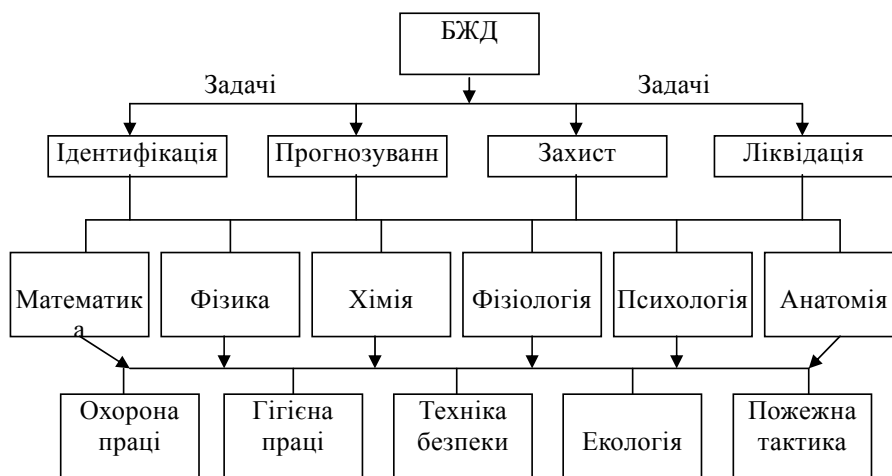 БЖД
Задачі Задачі
Ідентифікація Прогнозуванн Захист Ліквідація
Математик Фізика Хімія Фізіологія Психологія Анатомія
а
Охорона Гігієна Техніка Пожежна
праці праці безпеки Екологія тактика